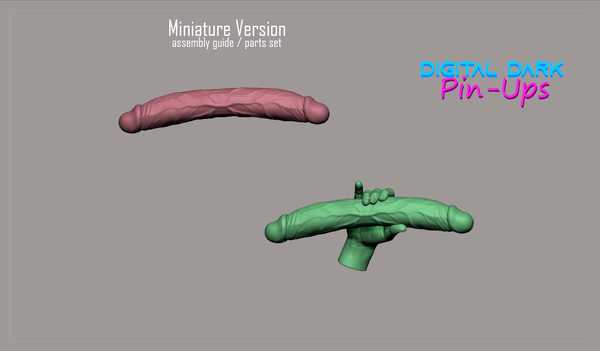 Miniature Version
assembly guide / parts set
DIGITAL DARK
Pin-Ups